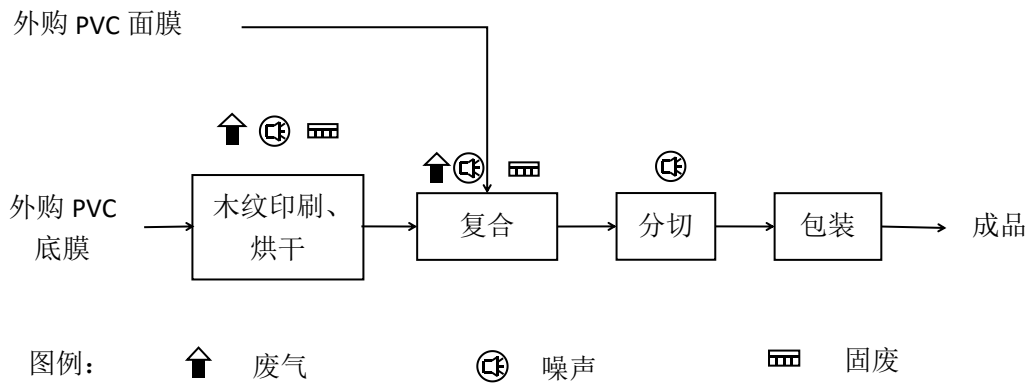 外购 PVC 面膜
外购 PVC
底膜
木纹印刷、
烘干
复合
分切
包装
成品
图例：
废气
噪声
固废